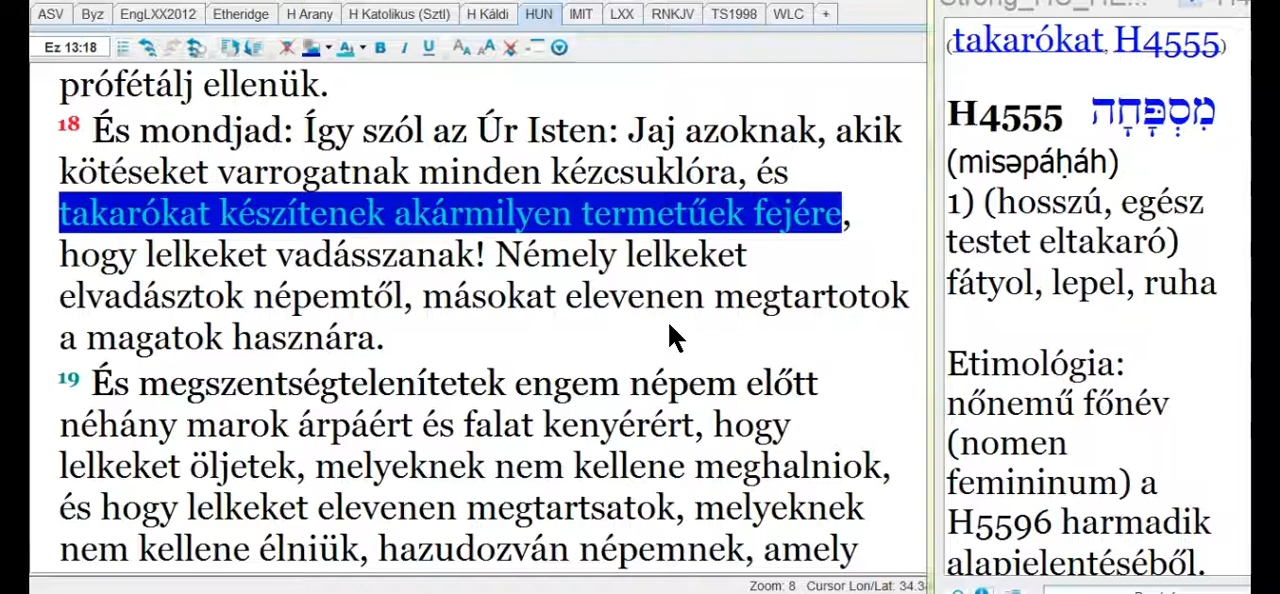 ASV Byz EngLXX2012 Etheridge H Arany H Katolikus (Sztl) H Káldi HUN IMIT LXX RNKJV TS1998 WLC +
Ez 13:18
prófétálj ellenük.
18 És mondjad: Így szól az Úr Isten: Jaj azoknak, akik
kötéseket varrogatnak minden kézcsuklóra, és
takarókat készítenek akármilyen termetűek fejére,
hogy lelkeket vadásszanak! Némely lelkeket
elvadásztok népemtől, másokat elevenen megtartotok
a magatok hasznára.
19 És megszentségtelenítetek engem népem előtt
néhány marok árpáért és falat kenyérért, hogy
lelkeket öljetek, melyeknek nem kellene meghalniok,
és hogy lelkeket elevenen megtartsatok, melyeknek
nem kellene élniük, hazudozván népemnek, amely
Zoom: 8 Cursor Lon/Lat: 34.3
(takarókat, H4555)
H4555 מִסְפָּחָה
(misəpáḥáh)
1) (hosszú, egész
testet eltakaró)
fátyol, lepel, ruha
Etimológia:
nőnemű főnév
(nomen
femininum) a
H5596 harmadik
alapjelentéséből.